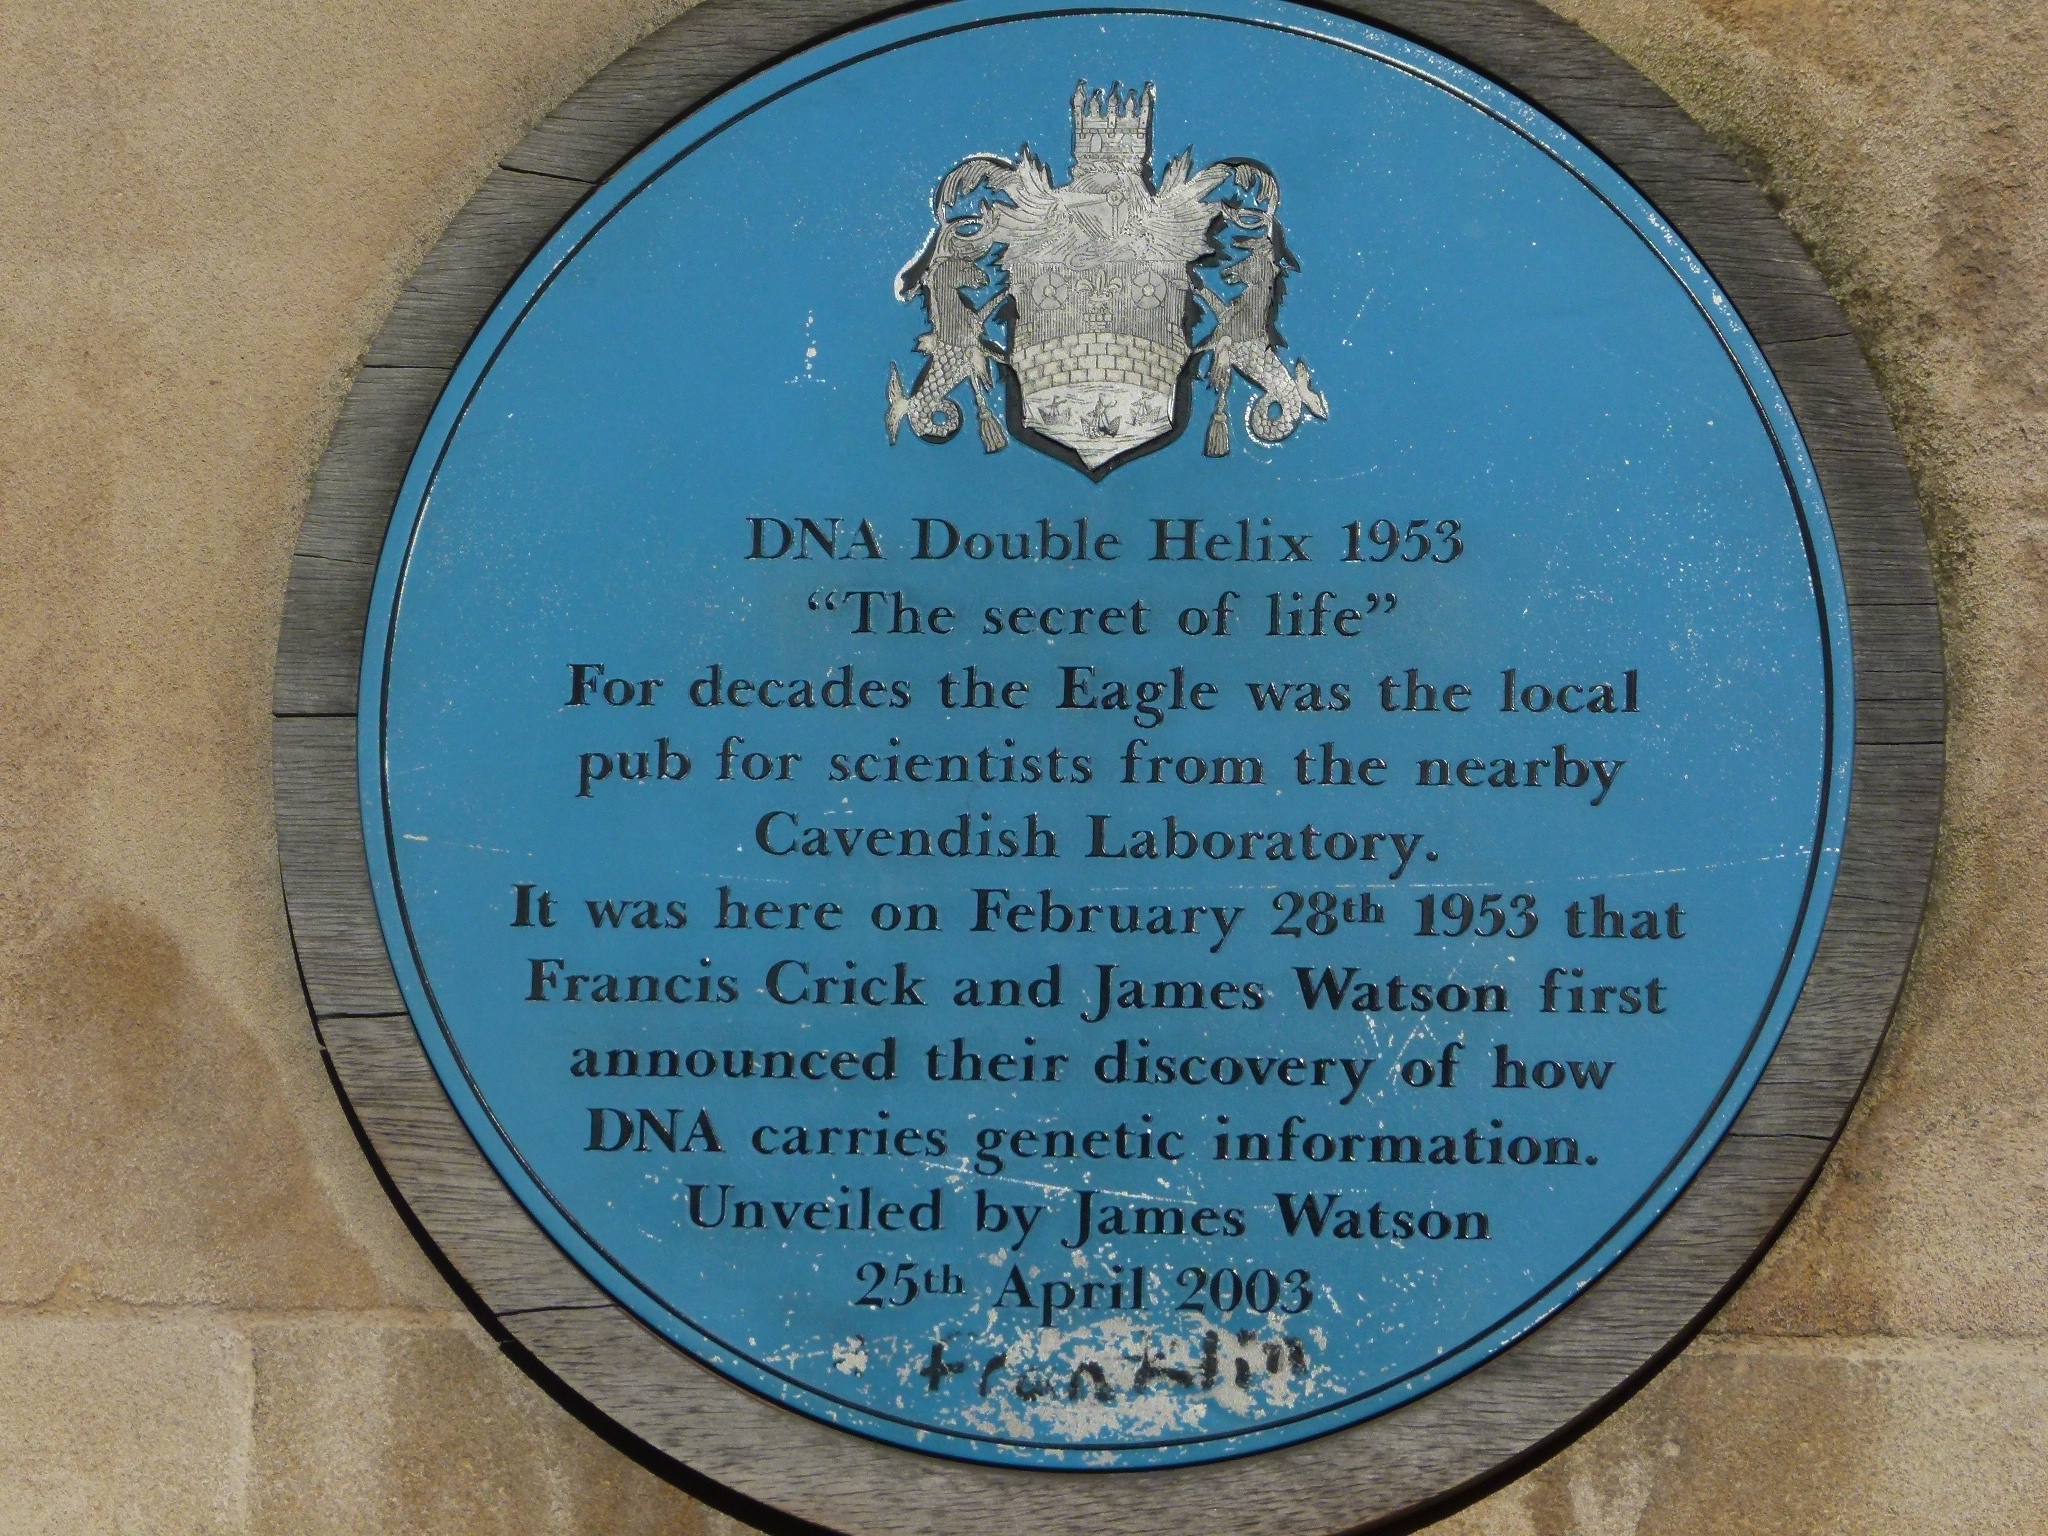 DNA Double Helix 1953
“The secret of life”
For decades the Eagle was the local
pub for scientists from the nearby
Cavendish Laboratory.
It was here on February 28th 1953 that
Francis Crick and James Watson first
announced their discovery of how
DNA carries genetic information.
Unveiled by James Watson
25th April 2003
+ Franklin